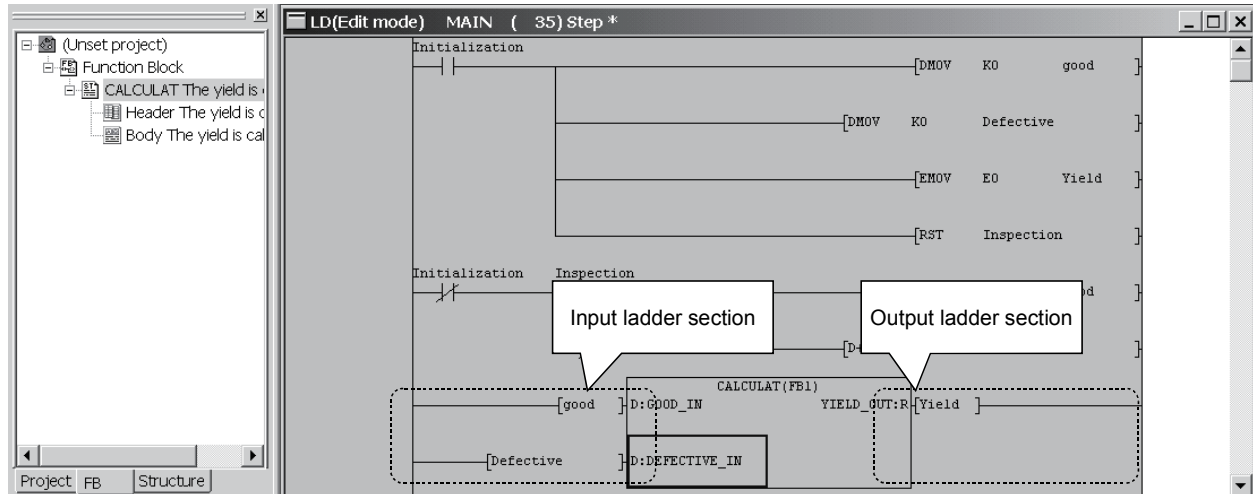 LD(Edit mode) MAIN ( 35) Step *
(Unset project)
Function Block
CALCULAT The yield is
Header The yield is
Body The yield is
Project FB Structure
Initialization
[DMOV K0 good ]
[DMOV K0 Defective ]
[EMOV E0 Yield ]
[RST Inspection ]
Initialization Inspection
Input ladder section
Output ladder section
CALCULAT(FB1)
[good ] D:GOOD_IN YIELD_OUT:R [Yield ]
[Defective ] D:DEFECTIVE_IN